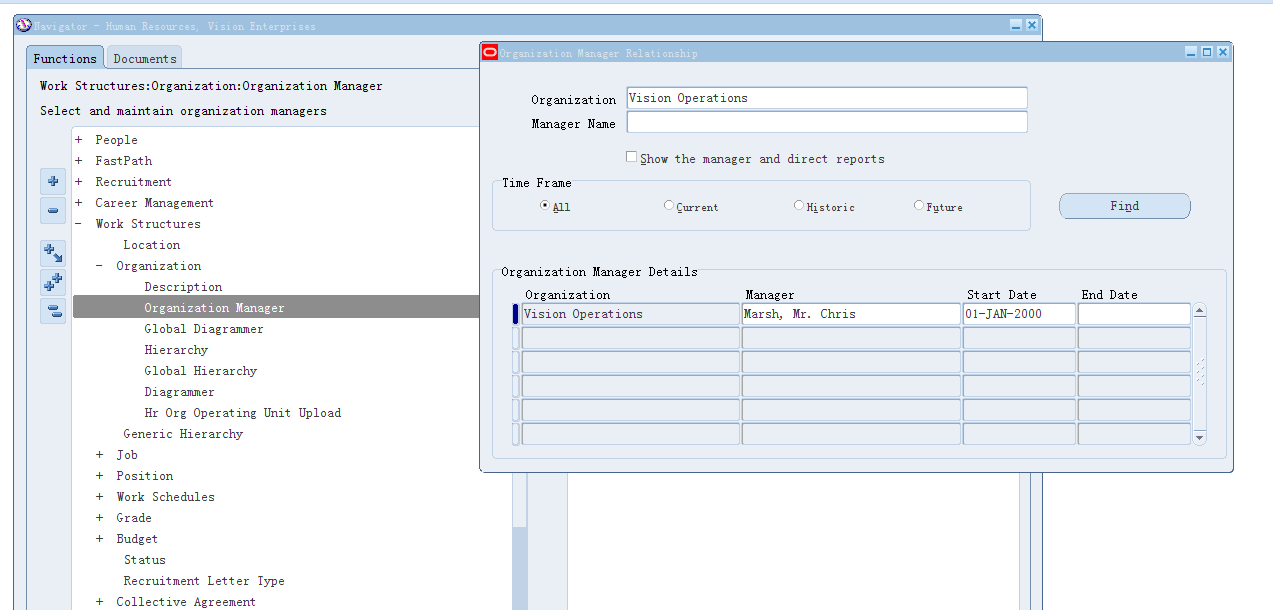 Navigator - Human Resources, Vision Enterprises
Functions
Documents
Work Structures:Organization:Organization Manager
Select and maintain organization managers
+ People
+ FastPath
+ Recruitment
+ Career Management
- Work Structures
Location
- Organization
Description
Organization Manager
Global Diagrammer
Hierarchy
Global Hierarchy
Diagrammer
Hr Org Operating Unit Upload
Generic Hierarchy
+ Job
+ Position
+ Work Schedules
+ Grade
+ Budget
Status
Recruitment Letter Type
+ Collective Agreement
Organization Manager Relationship
Organization Vision Operations
Manager Name
Show the manager and direct reports
Time Frame
All Current Historic Future
Find
Organization Manager Details
Organization Manager Start Date End Date
Vision Operations Marsh, Mr. Chris 01-JAN-2000